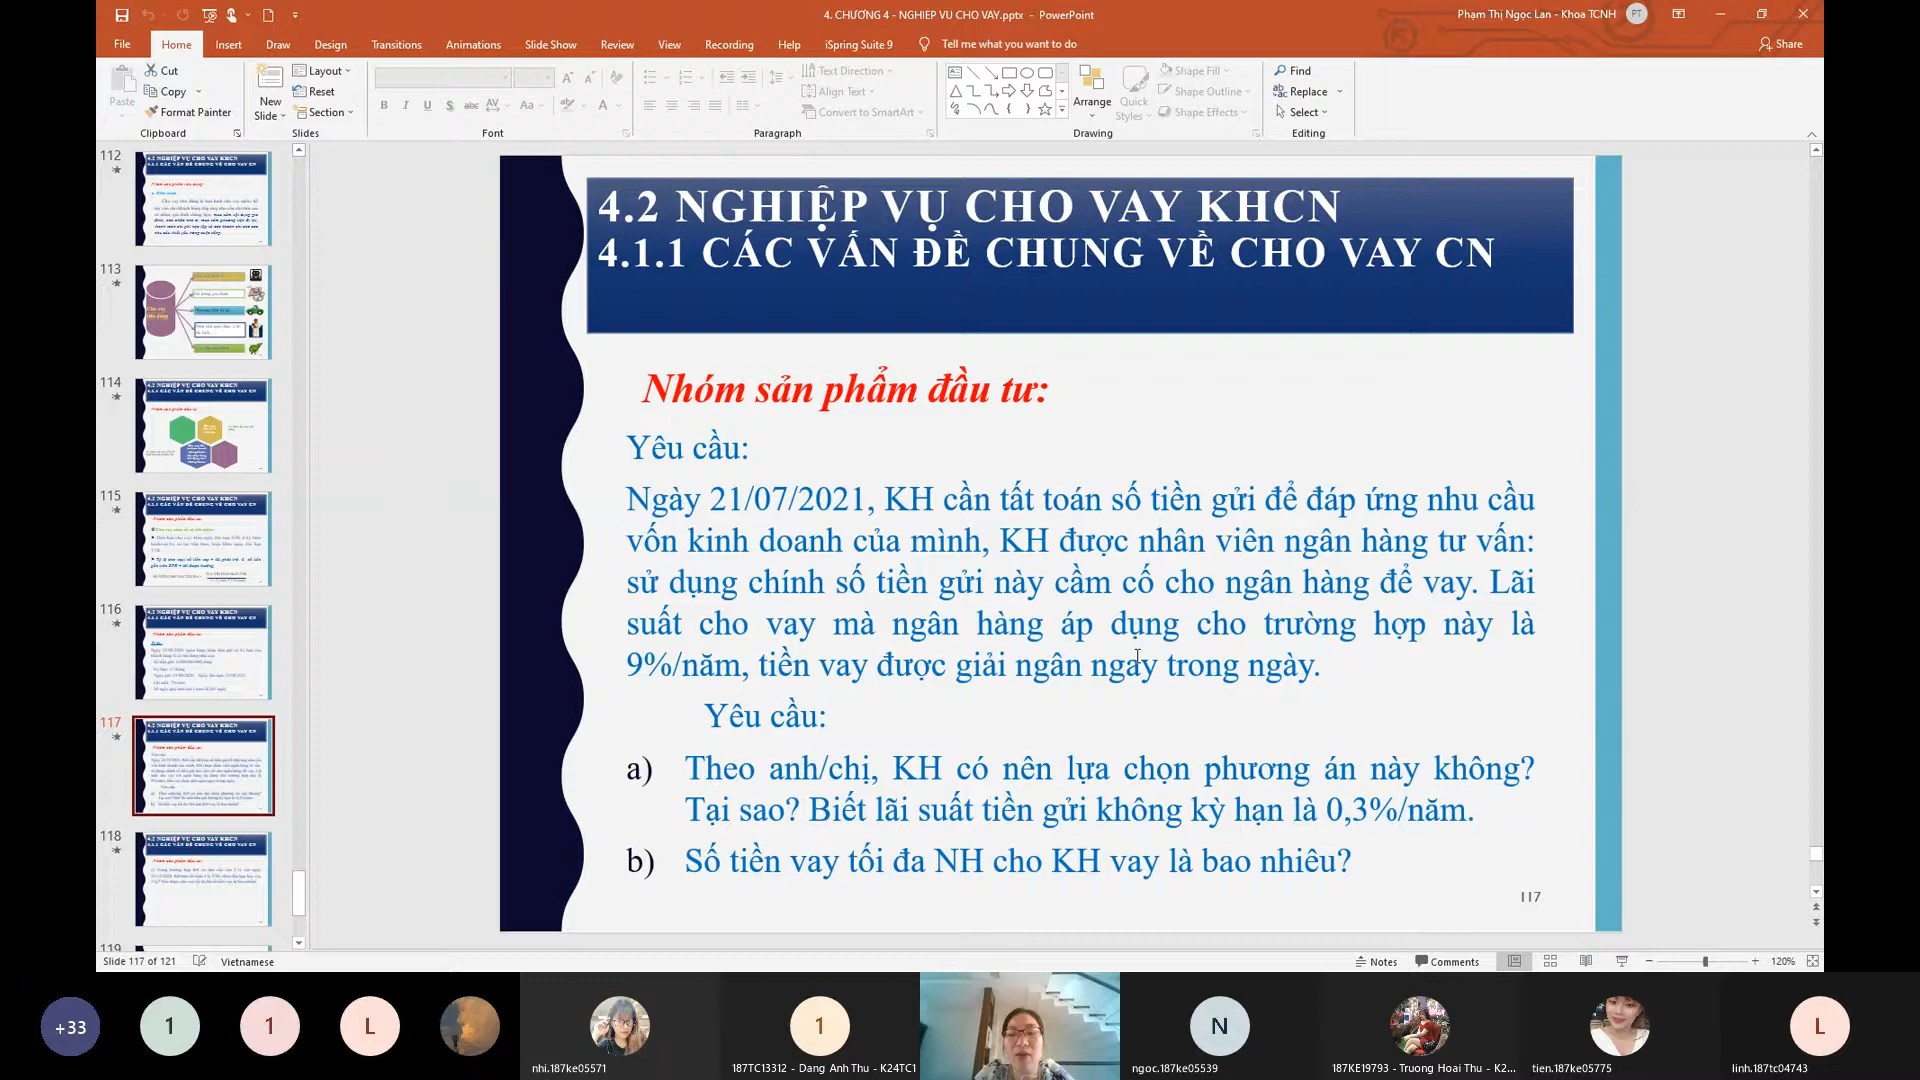 4. CHƯƠNG 4 - NGHIEP VU CHO VAY.pptx - PowerPoint
Phạm Thị Ngọc Lan - Khoa TCNH
PT
File Home Insert Draw Design Transitions Animations Slide Show Review View Recording Help iSpring Suite 9 Tell me what you want to do
Share
Paste
Cut
Copy
Format Painter
Clipboard
New Slide
Layout
Reset
Section
Slides
Font
Text Direction
Align Text
Convert to SmartArt
Paragraph
Arrange
Quick Styles
Shape Fill
Shape Outline
Shape Effects
Drawing
Find
Replace
Select
Editing
112
113
114
115
116
117
118
119
4.2 NGHIỆP VỤ CHO VAY KHCN
4.1.1 CÁC VẤN ĐỀ CHUNG VỀ CHO VAY CN
Nhóm sản phẩm đầu tư:
Yêu cầu:
Ngày 21/07/2021, KH cần tất toán số tiền gửi để đáp ứng nhu cầu
vốn kinh doanh của mình, KH được nhân viên ngân hàng tư vấn:
sử dụng chính số tiền gửi này cầm cố cho ngân hàng để vay. Lãi
suất cho vay mà ngân hàng áp dụng cho trường hợp này là
9%/năm, tiền vay được giải ngân ngay trong ngày.
Yêu cầu:
a) Theo anh/chị, KH có nên lựa chọn phương án này không?
Tại sao? Biết lãi suất tiền gửi không kỳ hạn là 0,3%/năm.
b) Số tiền vay tối đa NH cho KH vay là bao nhiêu?
117
Slide 117 of 121
Vietnamese
Notes
Comments
120%
+33
1
1
L
nhi.187ke05571
1
187TC13312 - Dang Anh Thu - K24TC1
N
ngoc.187ke05539
187KE19793 - Truong Hoai Thu - K2...
tien.187ke05775
L
linh.187tc04743